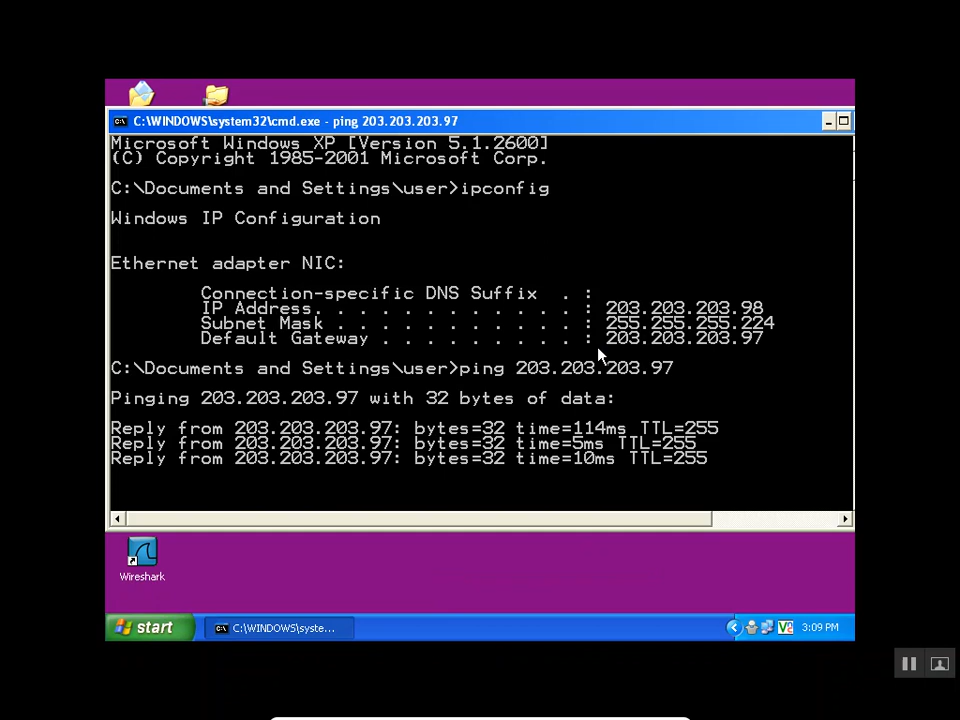 C:\WINDOWS\system32\cmd.exe - ping 203.203.203.97
Microsoft Windows XP [Version 5.1.2600]
(C) Copyright 1985-2001 Microsoft Corp.
C:\Documents and Settings\user>ipconfig
Windows IP Configuration
Ethernet adapter NIC:
Connection-specific DNS Suffix  . :
IP Address. . . . . . . . . . . . : 203.203.203.98
Subnet Mask . . . . . . . . . . . : 255.255.255.224
Default Gateway . . . . . . . . . : 203.203.203.97
C:\Documents and Settings\user>ping 203.203.203.97
Pinging 203.203.203.97 with 32 bytes of data:
Reply from 203.203.203.97: bytes=32 time=114ms TTL=255
Reply from 203.203.203.97: bytes=32 time=5ms TTL=255
Reply from 203.203.203.97: bytes=32 time=10ms TTL=255
Wireshark
start
C:\WINDOWS\syste...
3:09 PM